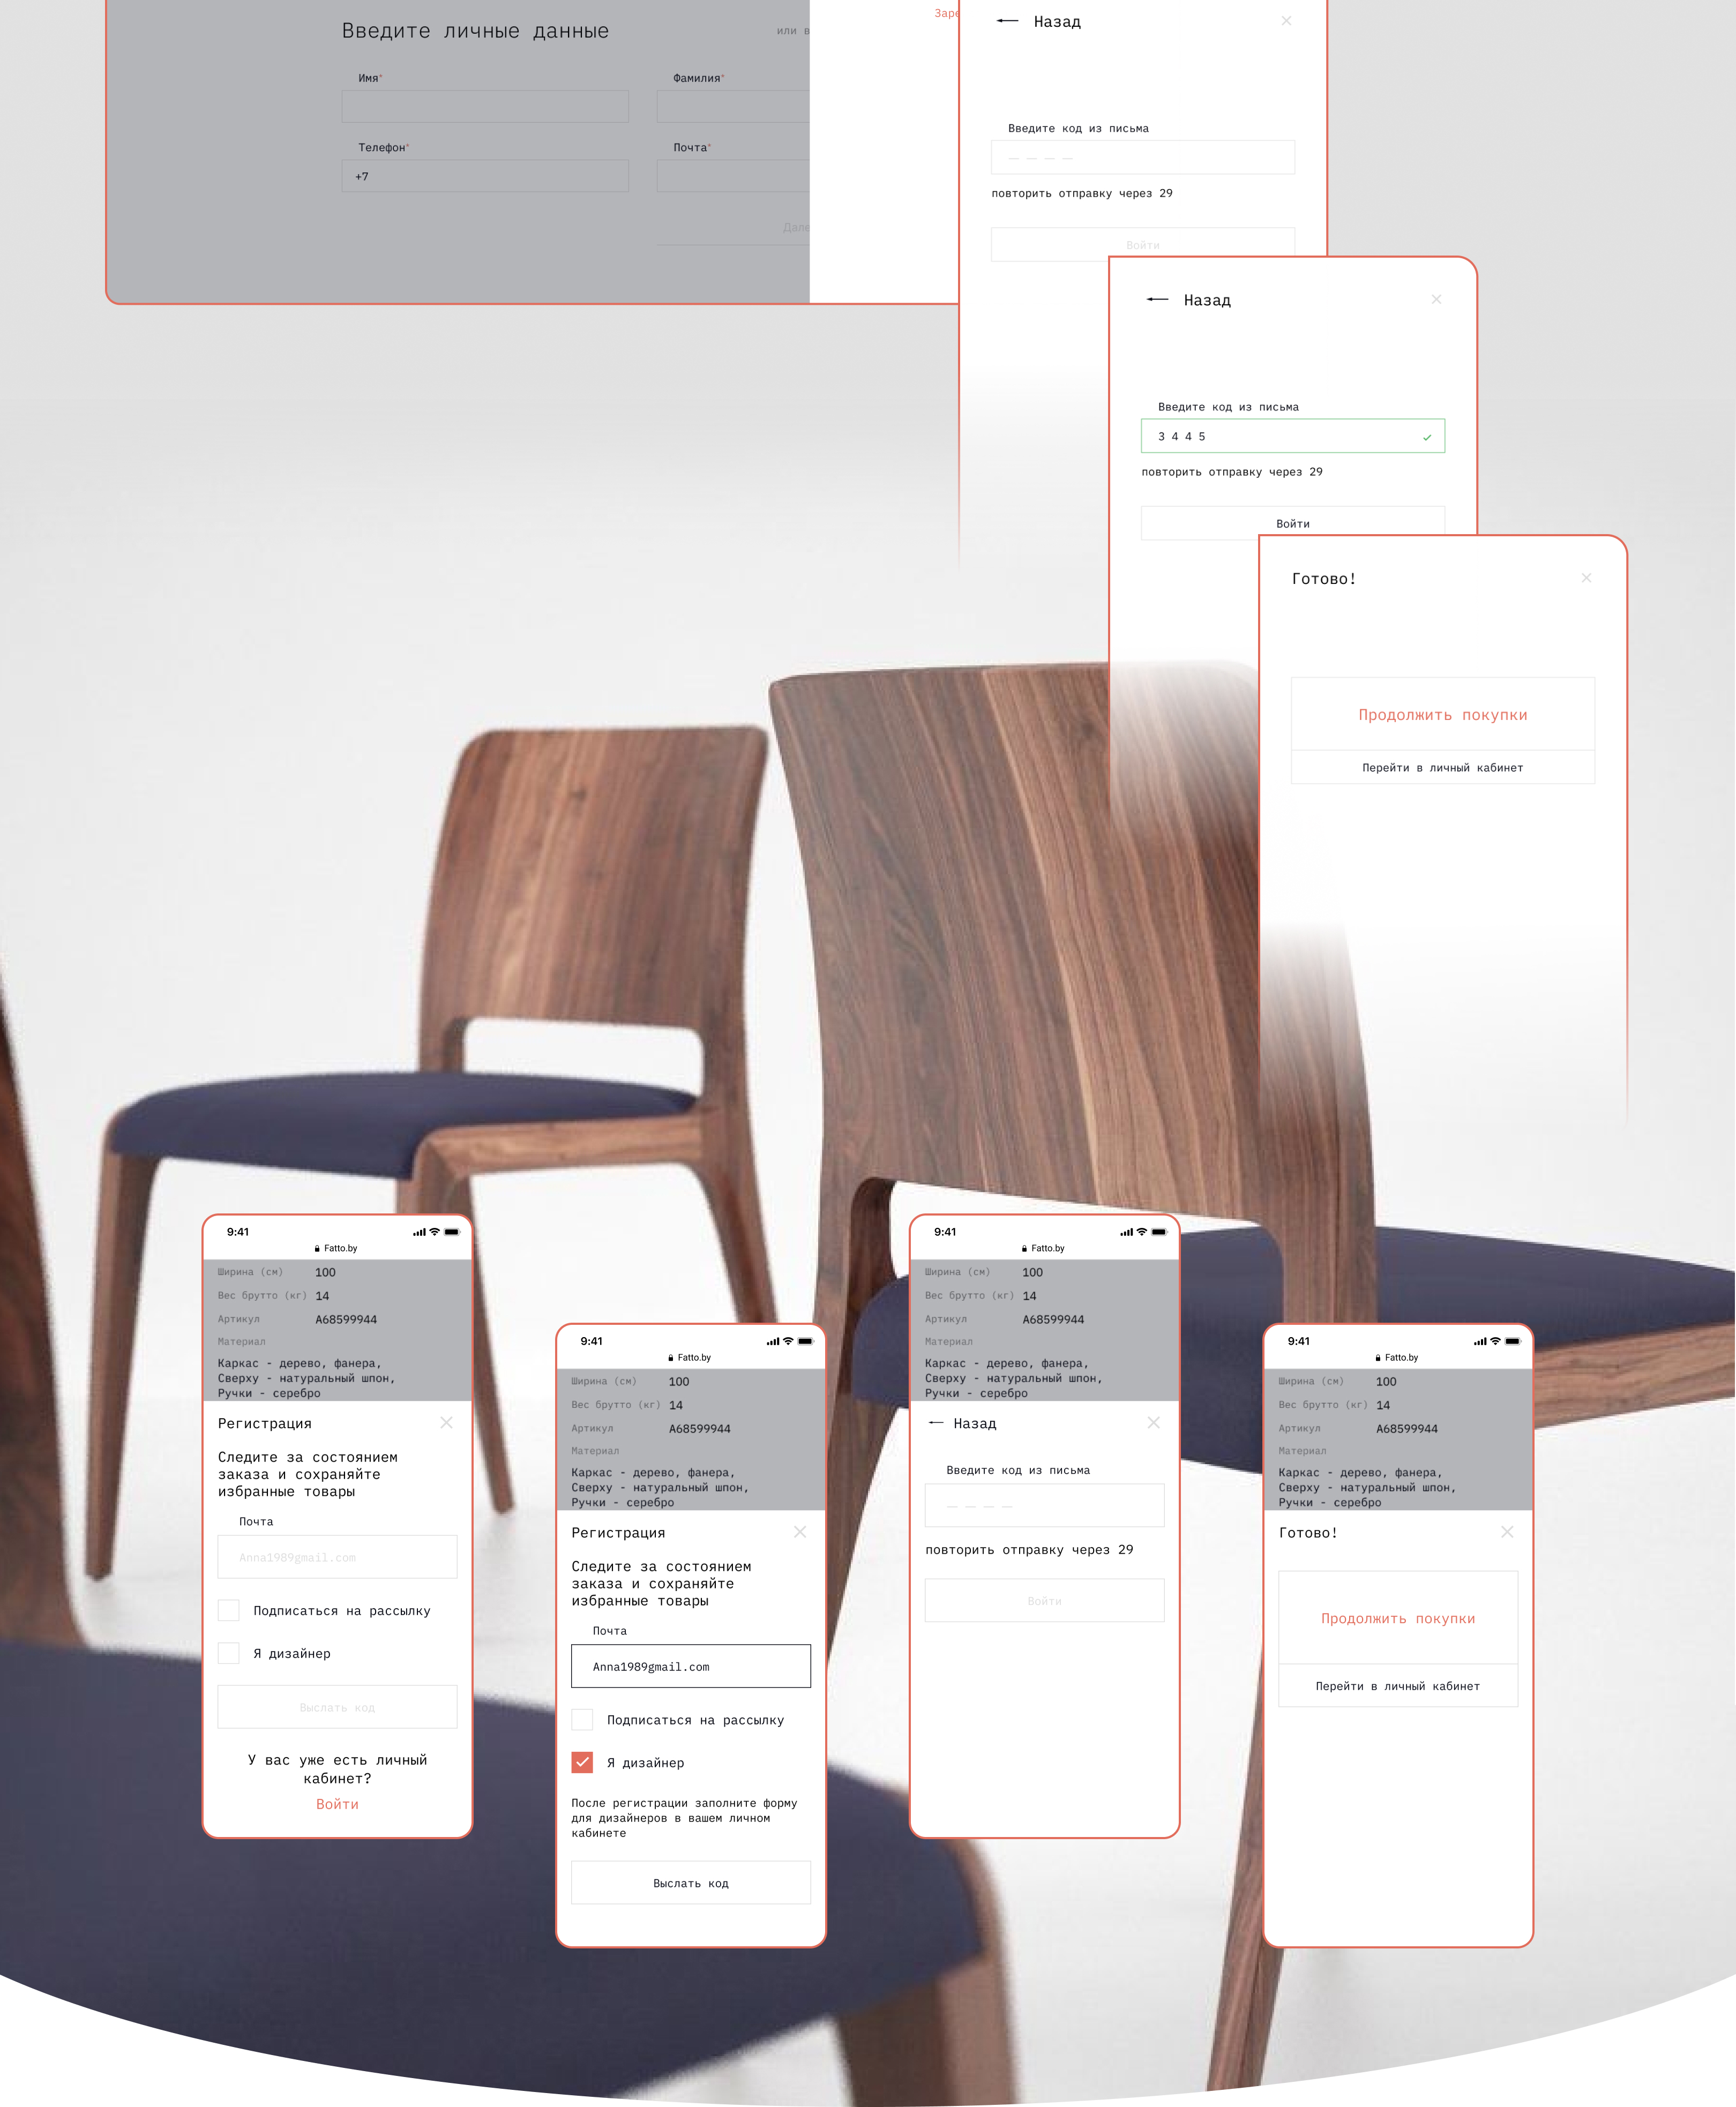 Введите личные данные
или в
Имя*
Фамилия*
Телефон*
Почта*
+7
Дале
Заре
Назад
Введите код из письма
повторить отправку через 29
Войти
Назад
Введите код из письма
3 4 4 5
повторить отправку через 29
Войти
Готово!
Продолжить покупки
Перейти в личный кабинет
9:41
Fatto.by
Ширина (см) 100
Вес брутто (кг) 14
Артикул A68599944
Материал
Каркас - дерево, фанера,
Сверху - натуральный шпон,
Ручки - серебро
Регистрация
Следите за состоянием
заказа и сохраняйте
избранные товары
Почта
Anna1989gmail.com
Подписаться на рассылку
Я дизайнер
Выслать код
У вас уже есть личный
кабинет?
Войти
9:41
Fatto.by
Ширина (см) 100
Вес брутто (кг) 14
Артикул A68599944
Материал
Каркас - дерево, фанера,
Сверху - натуральный шпон,
Ручки - серебро
Регистрация
Следите за состоянием
заказа и сохраняйте
избранные товары
Почта
Anna1989gmail.com
Подписаться на рассылку
Я дизайнер
После регистрации заполните форму
для дизайнеров в вашем личном
кабинете
Выслать код
9:41
Fatto.by
Ширина (см) 100
Вес брутто (кг) 14
Артикул A68599944
Материал
Каркас - дерево, фанера,
Сверху - натуральный шпон,
Ручки - серебро
Назад
Введите код из письма
повторить отправку через 29
Войти
9:41
Fatto.by
Ширина (см) 100
Вес брутто (кг) 14
Артикул A68599944
Материал
Каркас - дерево, фанера,
Сверху - натуральный шпон,
Ручки - серебро
Готово!
Продолжить покупки
Перейти в личный кабинет